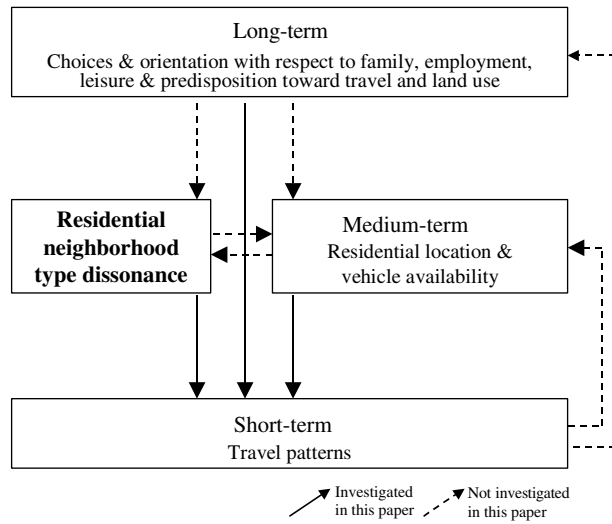 Long-term
Choices & orientation with respect to family, employment,
leisure & predisposition toward travel and land use
Residential
neighborhood
type dissonance
Medium-term
Residential location &
vehicle availability
Short-term
Travel patterns
Investigated
in this paper
Not investigated
in this paper